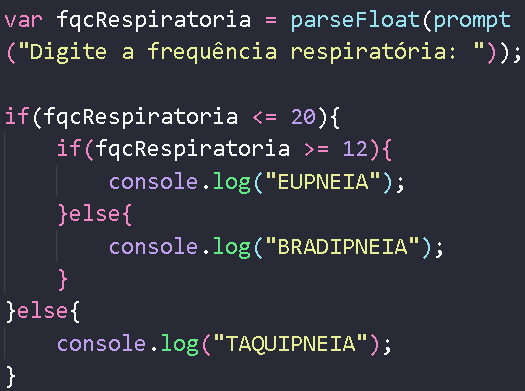 var fqcRespiratoria = parseFloat(prompt
("Digite a frequência respiratória: "));
if(fqcRespiratoria <= 20){
    if(fqcRespiratoria >= 12){
        console.log("EUPNEIA");
    }else{
        console.log("BRADIPNEIA");
    }
}else{
    console.log("TAQUIPNEIA");
}